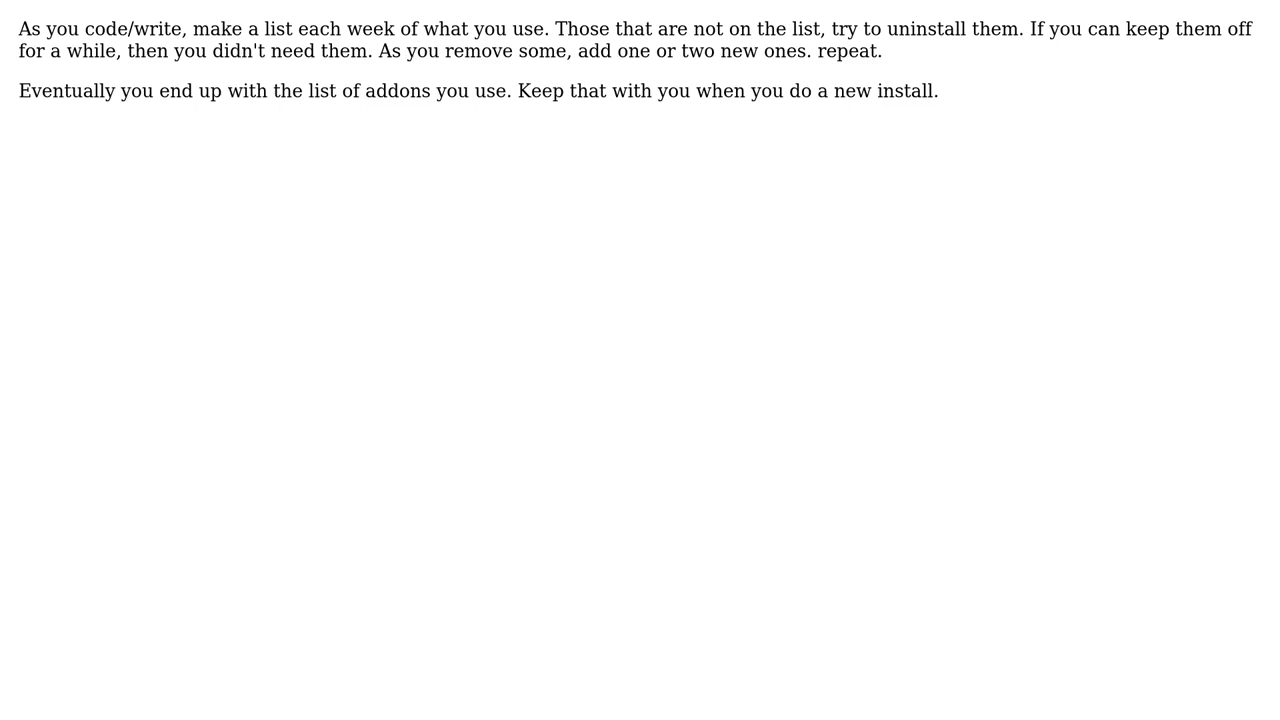 As you code/write, make a list each week of what you use. Those that are not on the list, try to uninstall them. If you can keep them off
for a while, then you didn't need them. As you remove some, add one or two new ones. repeat.
Eventually you end up with the list of addons you use. Keep that with you when you do a new install.